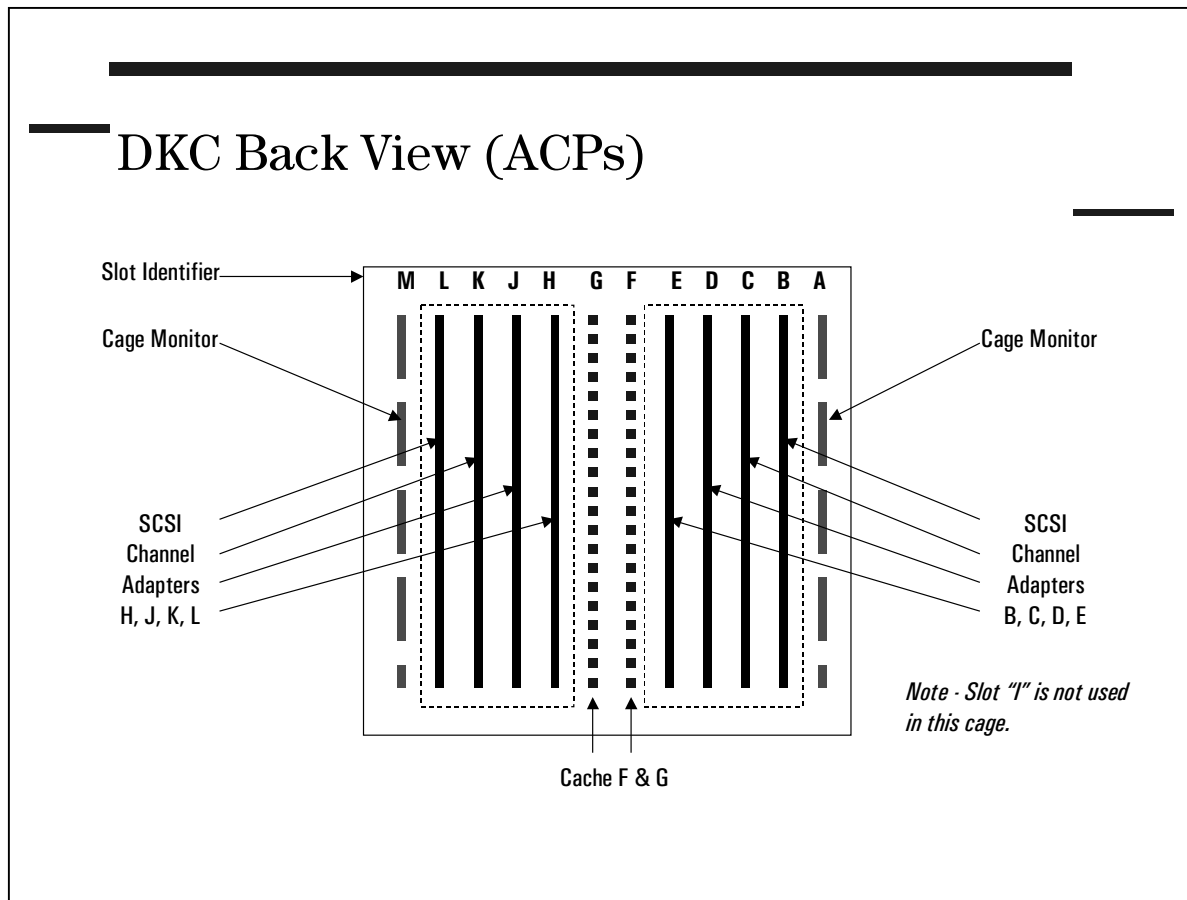 DKC Back View (ACPs)
Slot Identifier
M L K J H G F E D C B A
Cage Monitor
Cage Monitor
SCSI
Channel
Adapters
H, J, K, L
SCSI
Channel
Adapters
B, C, D, E
Note - Slot “I” is not used
in this cage.
Cache F & G